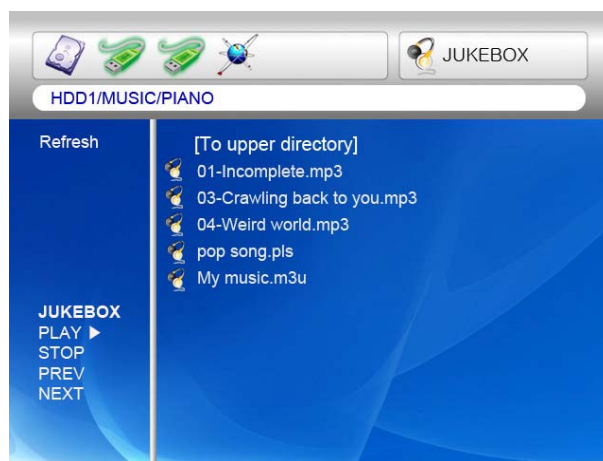 JUKEBOX
HDD1/MUSIC/PIANO
Refresh
[To upper directory]
01-Incomplete.mp3
03-Crawling back to you.mp3
04-Weird world.mp3
pop song.pls
My music.m3u
JUKEBOX
PLAY ▶
STOP
PREV
NEXT